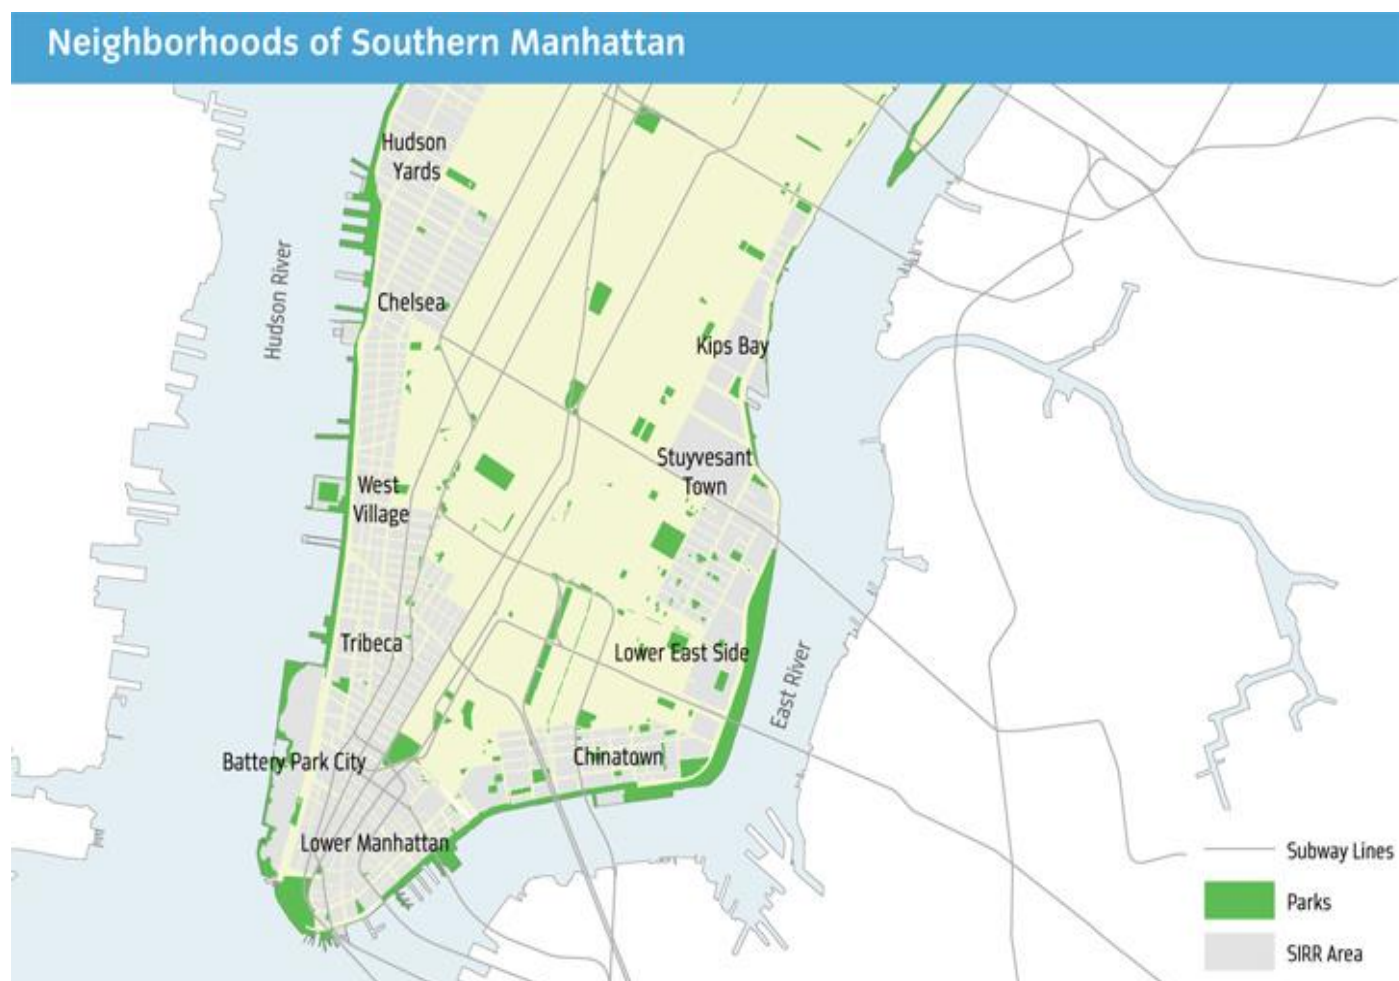 Neighborhoods of Southern Manhattan
Hudson
Yards
Hudson River
Chelsea
Kips Bay
Stuyvesant
Town
West
Village
Tribeca
Lower East Side
East River
Battery Park City
Chinatown
Lower Manhattan
Subway Lines
Parks
SIRR Area